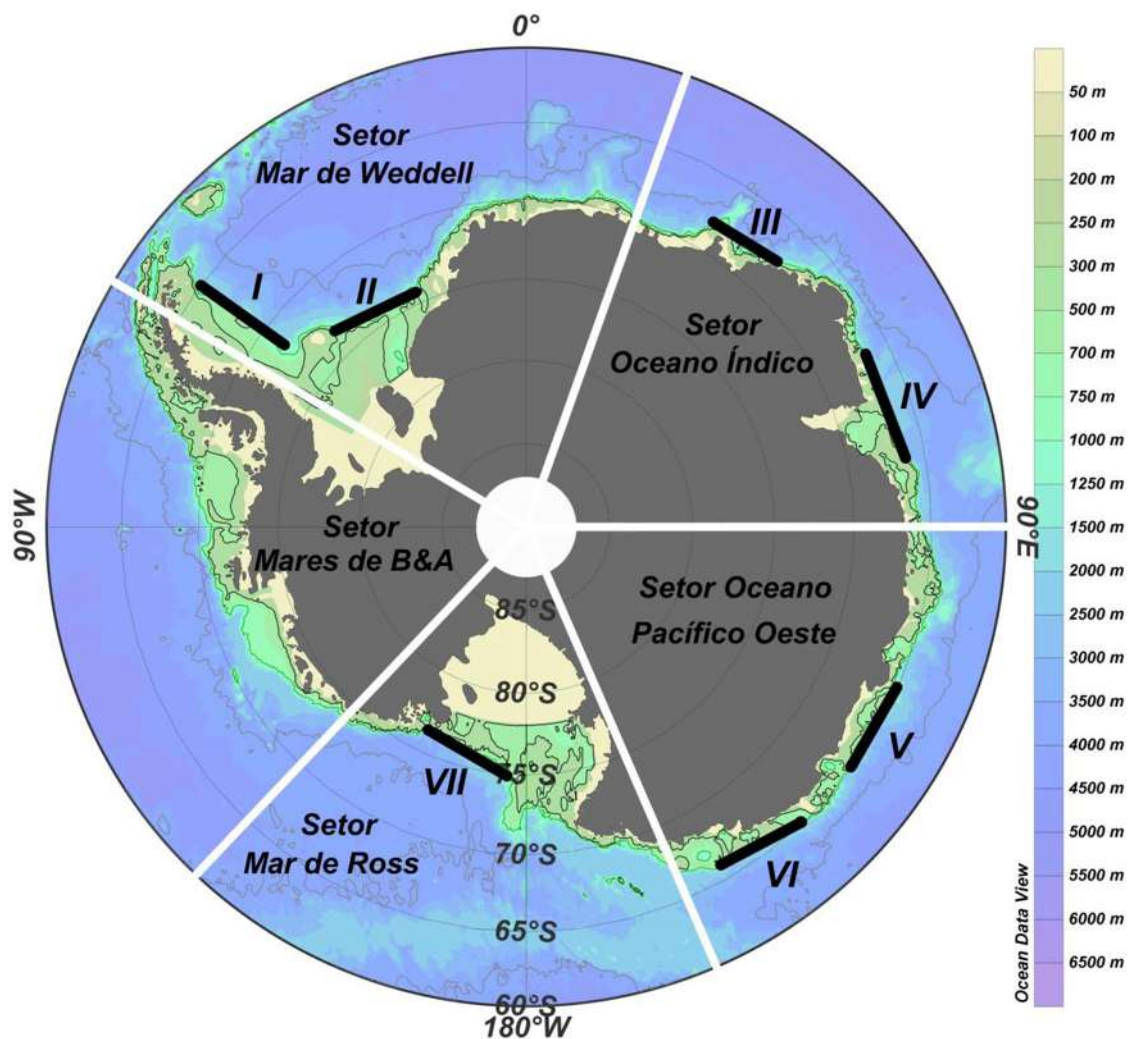 0°
Setor
Mar de Weddell
I
II
III
IV
Setor
Oceano Índico
90°W
90°E
Setor
Mares de B&A
Setor Oceano
Pacífico Oeste
85°S
80°S
75°S
70°S
65°S
60°S
180°W
V
VI
VII
Setor
Mar de Ross
50 m
100 m
200 m
250 m
300 m
500 m
700 m
750 m
1000 m
1250 m
1500 m
2000 m
2500 m
3000 m
3500 m
4000 m
4500 m
5000 m
5500 m
6000 m
6500 m
Ocean Data View